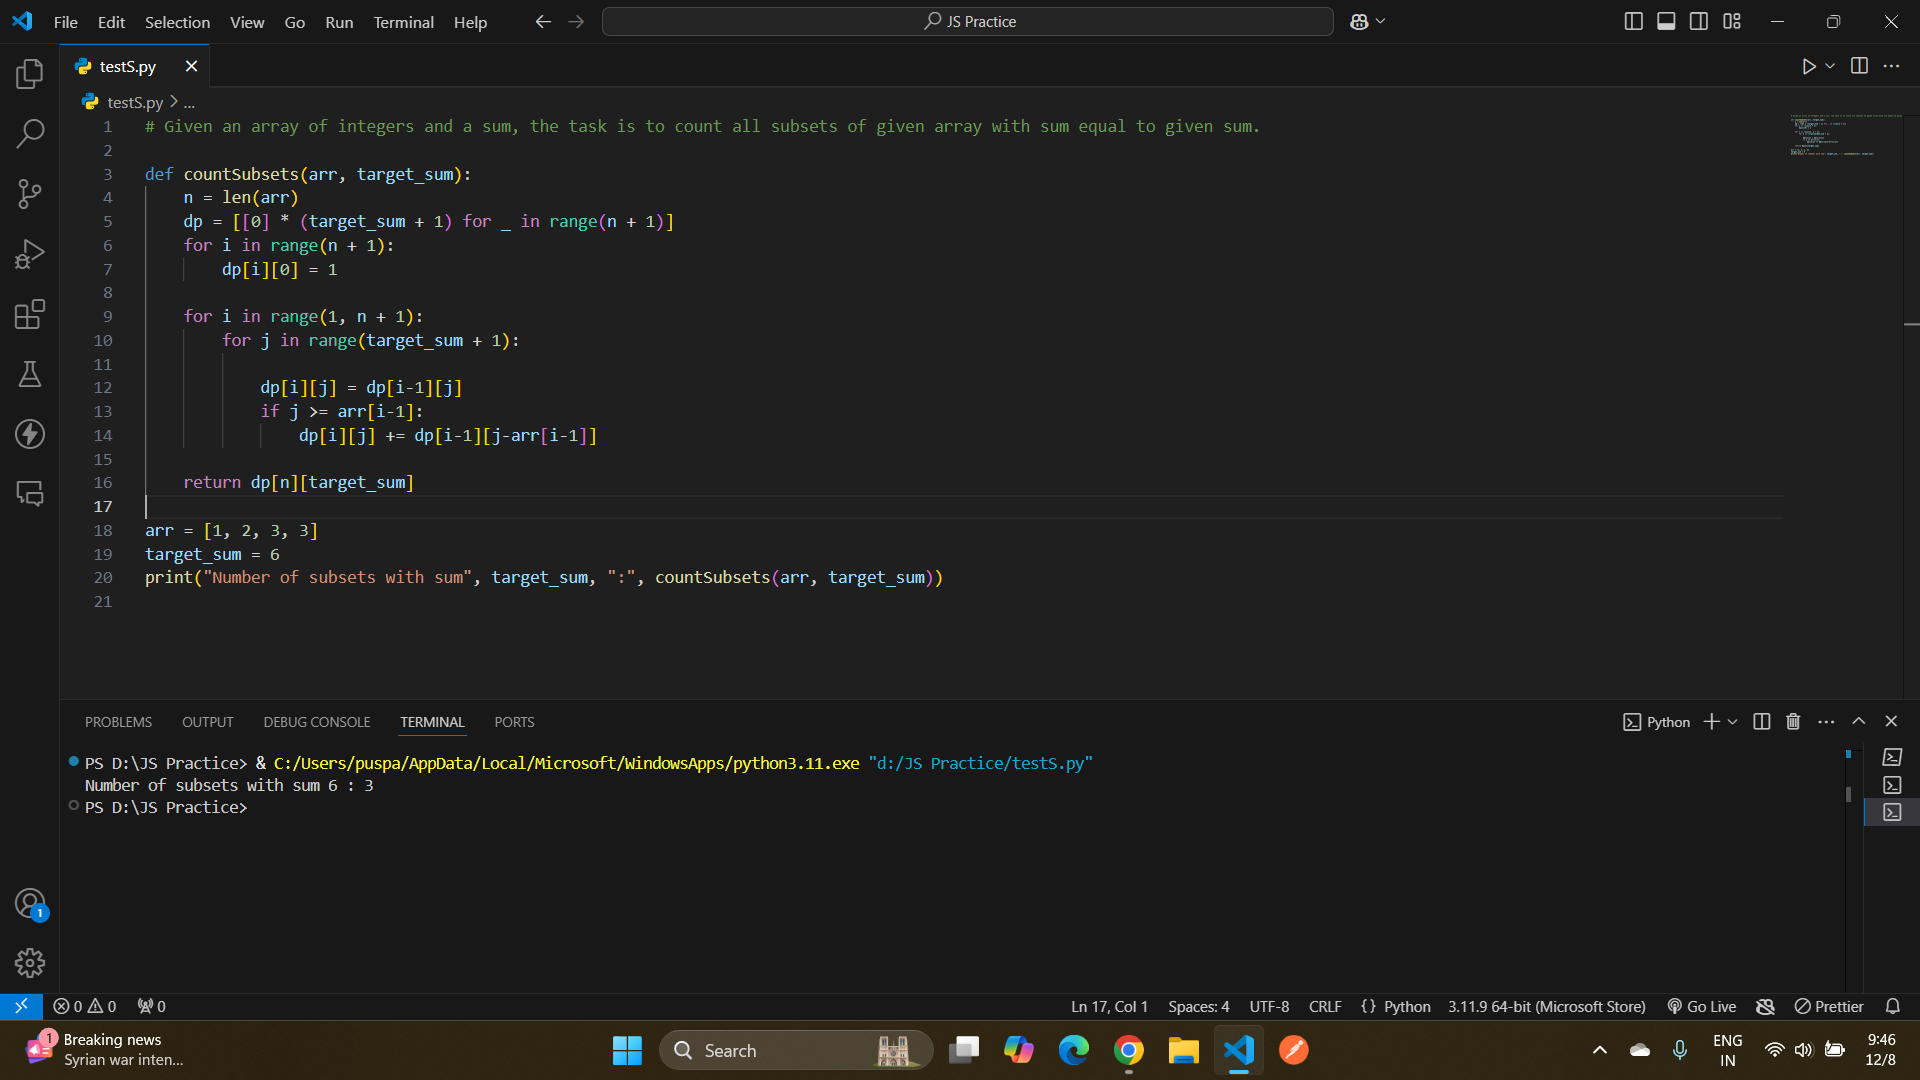 File Edit Selection View Go Run Terminal Help
JS Practice
testS.py
testS.py > ...
1 # Given an array of integers and a sum, the task is to count all subsets of given array with sum equal to given sum.
2
3 def countSubsets(arr, target_sum):
4     n = len(arr)
5     dp = [[0] * (target_sum + 1) for _ in range(n + 1)]
6     for i in range(n + 1):
7         dp[i][0] = 1
8
9     for i in range(1, n + 1):
10         for j in range(target_sum + 1):
11
12             dp[i][j] = dp[i-1][j]
13             if j >= arr[i-1]:
14                 dp[i][j] += dp[i-1][j-arr[i-1]]
15
16     return dp[n][target_sum]
17
18 arr = [1, 2, 3, 3]
19 target_sum = 6
20 print("Number of subsets with sum", target_sum, ":", countSubsets(arr, target_sum))
21
PROBLEMS OUTPUT DEBUG CONSOLE TERMINAL PORTS
Python
PS D:\JS Practice> & C:/Users/puspa/AppData/Local/Microsoft/WindowsApps/python3.11.exe "d:/JS Practice/testS.py"
Number of subsets with sum 6 : 3
PS D:\JS Practice>
1
0 0 0 Ln 17, Col 1 Spaces: 4 UTF-8 CRLF {} Python 3.11.9 64-bit (Microsoft Store) Go Live Prettier
1
Breaking news
Syrian war inten...
Search
ENG
IN
9:46
12/8